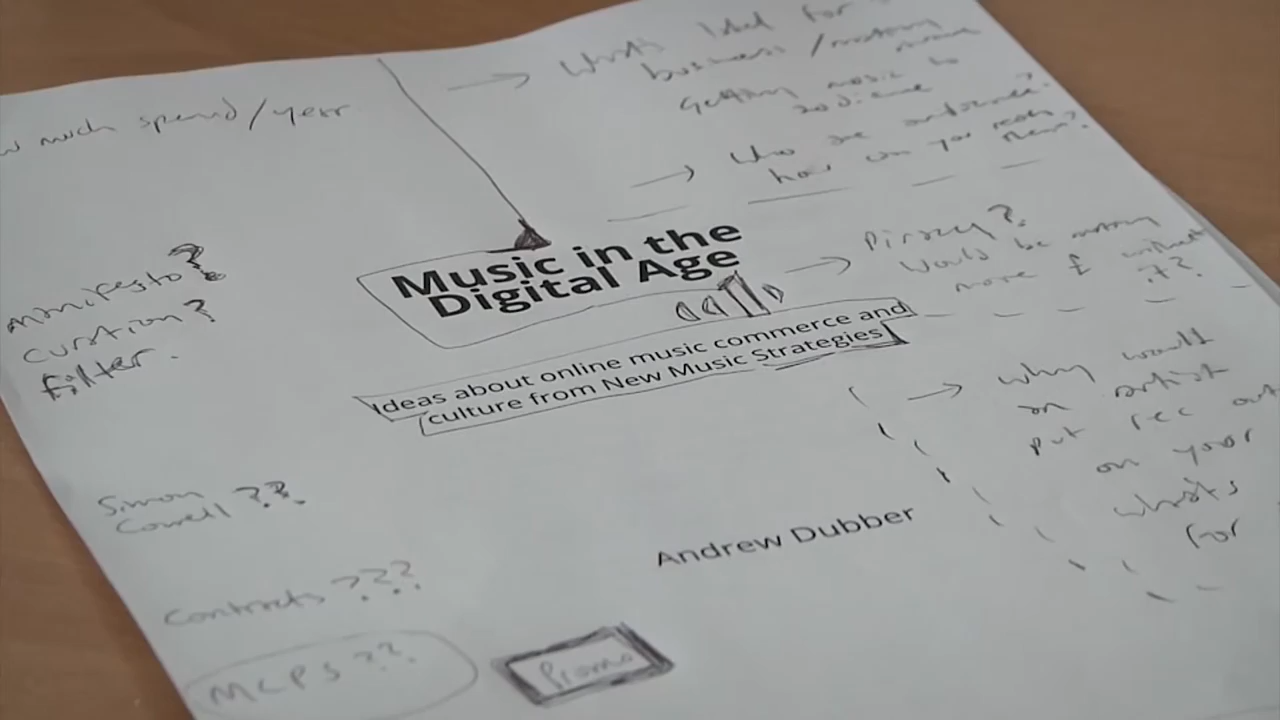 much spend/year
what's label for
business / making
Getting music to
audience
who are audience?
how can you reach
them?
Music in the
Digital Age
Piracy?
would be making
more £ without
it?
manifesto?
curation?
filter.
Ideas about online music commerce and
culture from New Music Strategies
why would
an artist
put rec out
on your
what's
for
Simon
Cowell ??
Andrew Dubber
Contracts ???
MCPS ??
Promo